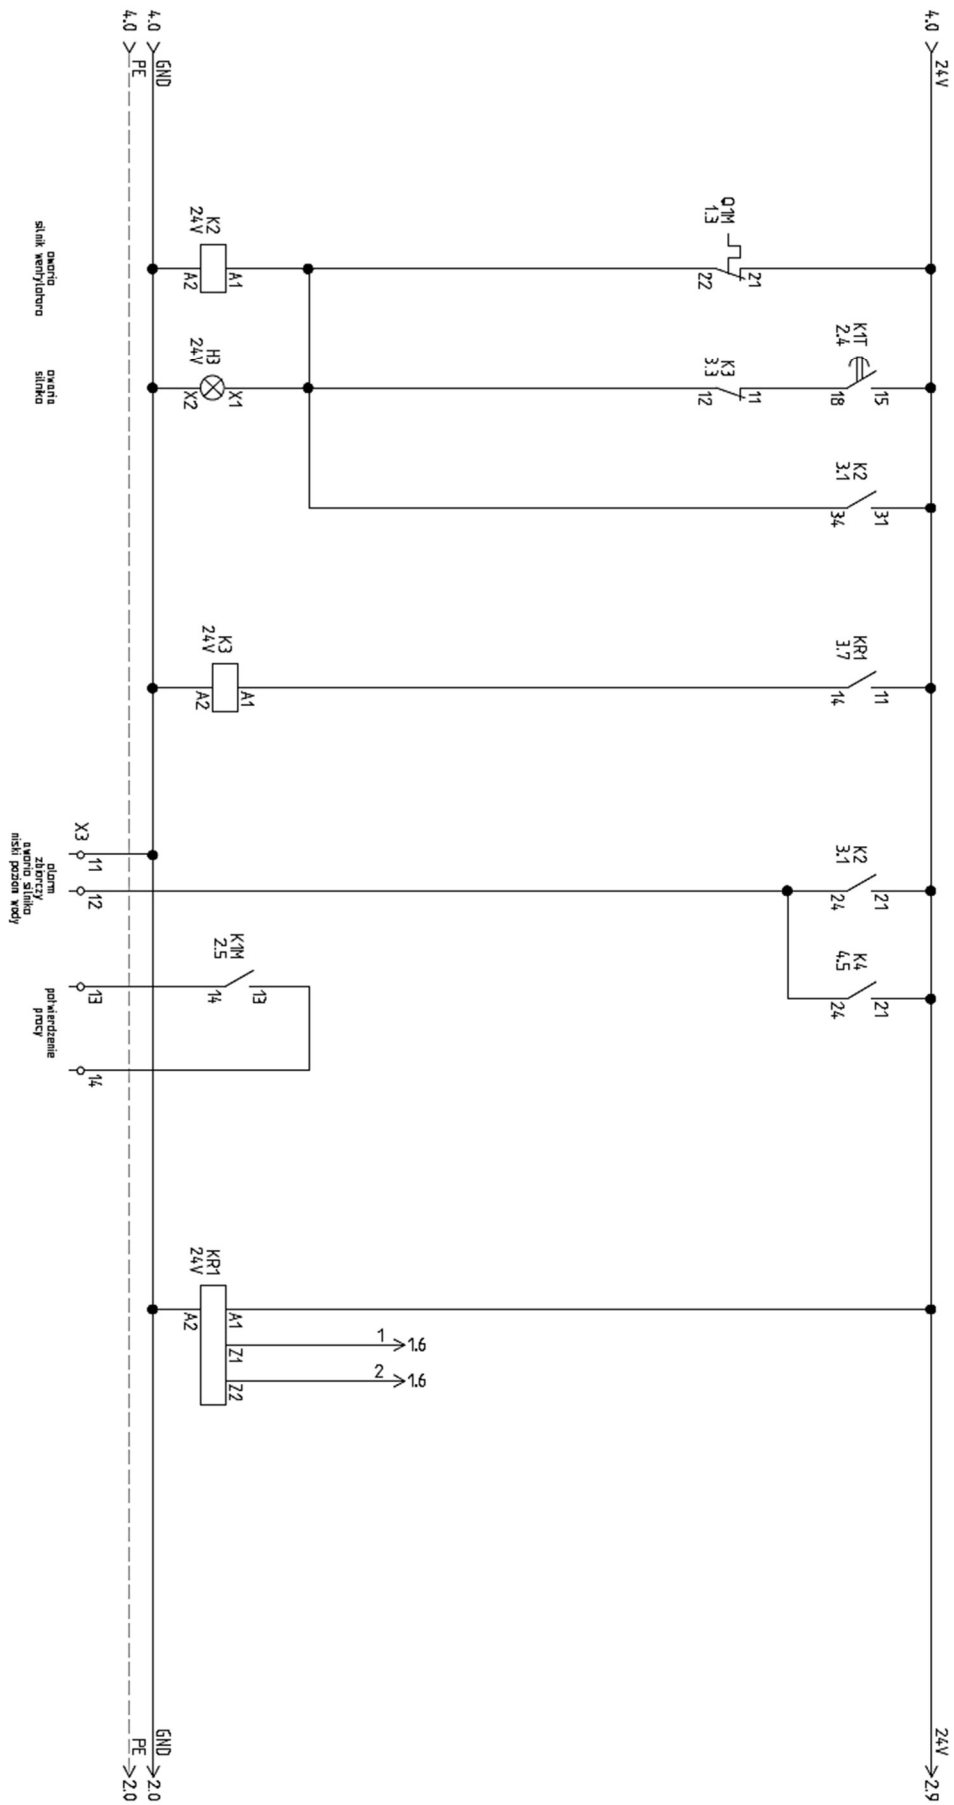 4.0
24V
24V
2.9
Q1M
1.3
21
22
K1T
2.4
15
18
K3
3.3
11
12
K2
3.1
31
34
KR1
3.7
11
14
K2
3.1
21
24
K4
4.5
21
24
K2
24V
A1
A2
H3
24V
X1
X2
K3
24V
A1
A2
K1M
2.5
13
14
KR1
24V
A1
A2
Z1
Z2
1
1.6
2
1.6
4.0
GND
GND
2.0
4.0
PE
PE
2.0
X3
11
12
13
14
awaria
silnik wentylatora
awaria
silnka
alarm
zbiorczy
awaria silnika
niski poziom wody
potwierdzenie
pracy